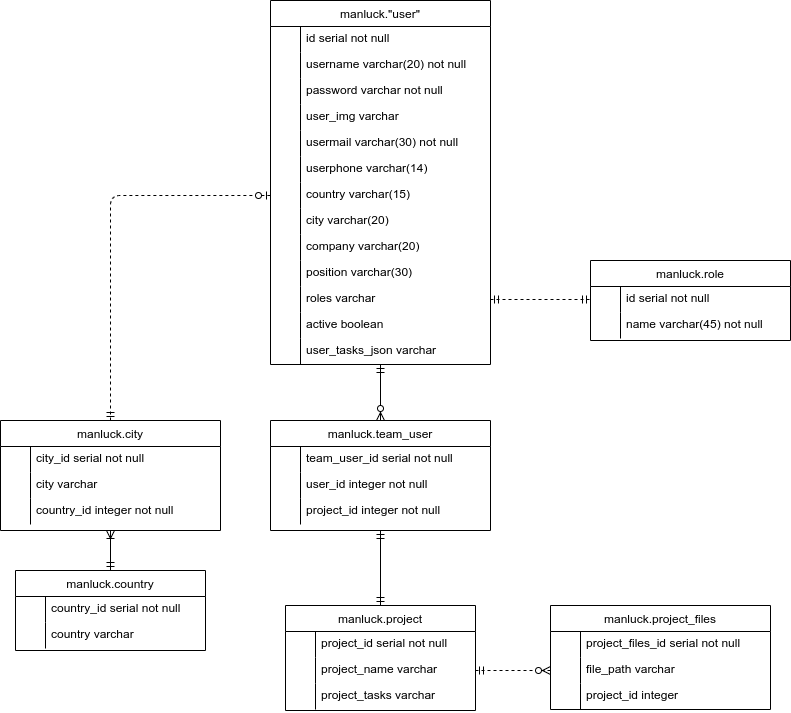 manluck."user"
id serial not null
username varchar(20) not null
password varchar not null
user_img varchar
usermail varchar(30) not null
userphone varchar(14)
country varchar(15)
city varchar(20)
company varchar(20)
position varchar(30)
roles varchar
active boolean
user_tasks_json varchar
manluck.role
id serial not null
name varchar(45) not null
manluck.city
city_id serial not null
city varchar
country_id integer not null
manluck.team_user
team_user_id serial not null
user_id integer not null
project_id integer not null
manluck.country
country_id serial not null
country varchar
manluck.project
project_id serial not null
project_name varchar
project_tasks varchar
manluck.project_files
project_files_id serial not null
file_path varchar
project_id integer